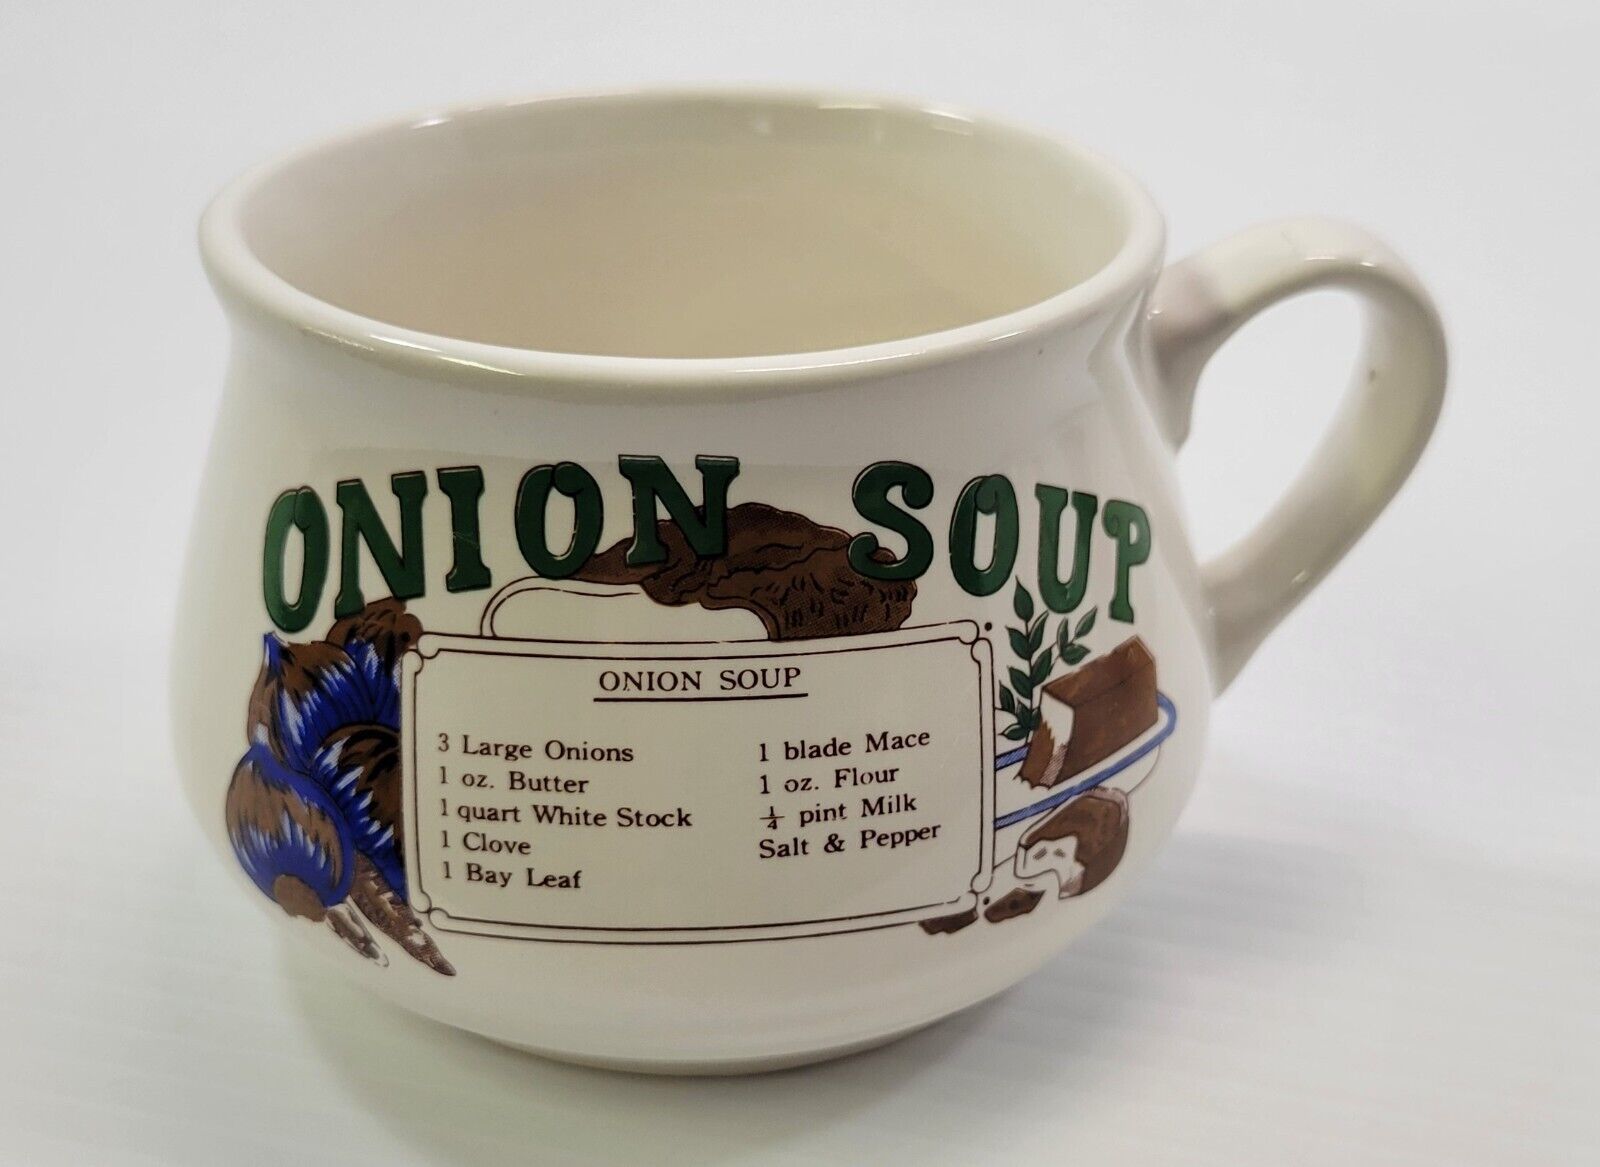 ONION SOUP
ONION SOUP
3 Large Onions
1 oz. Butter
1 quart White Stock
1 Clove
1 Bay Leaf
1 blade Mace
1 oz. Flour
¼ pint Milk
Salt & Pepper